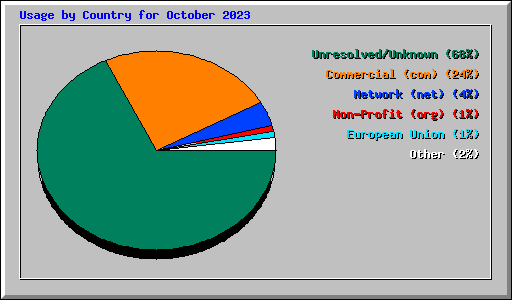 Usage by Country for October 2023
Unresolved/Unknown (68%)
Commercial (com) (24%)
Network (net) (4%)
Non-Profit (org) (1%)
European Union (1%)
Other (2%)